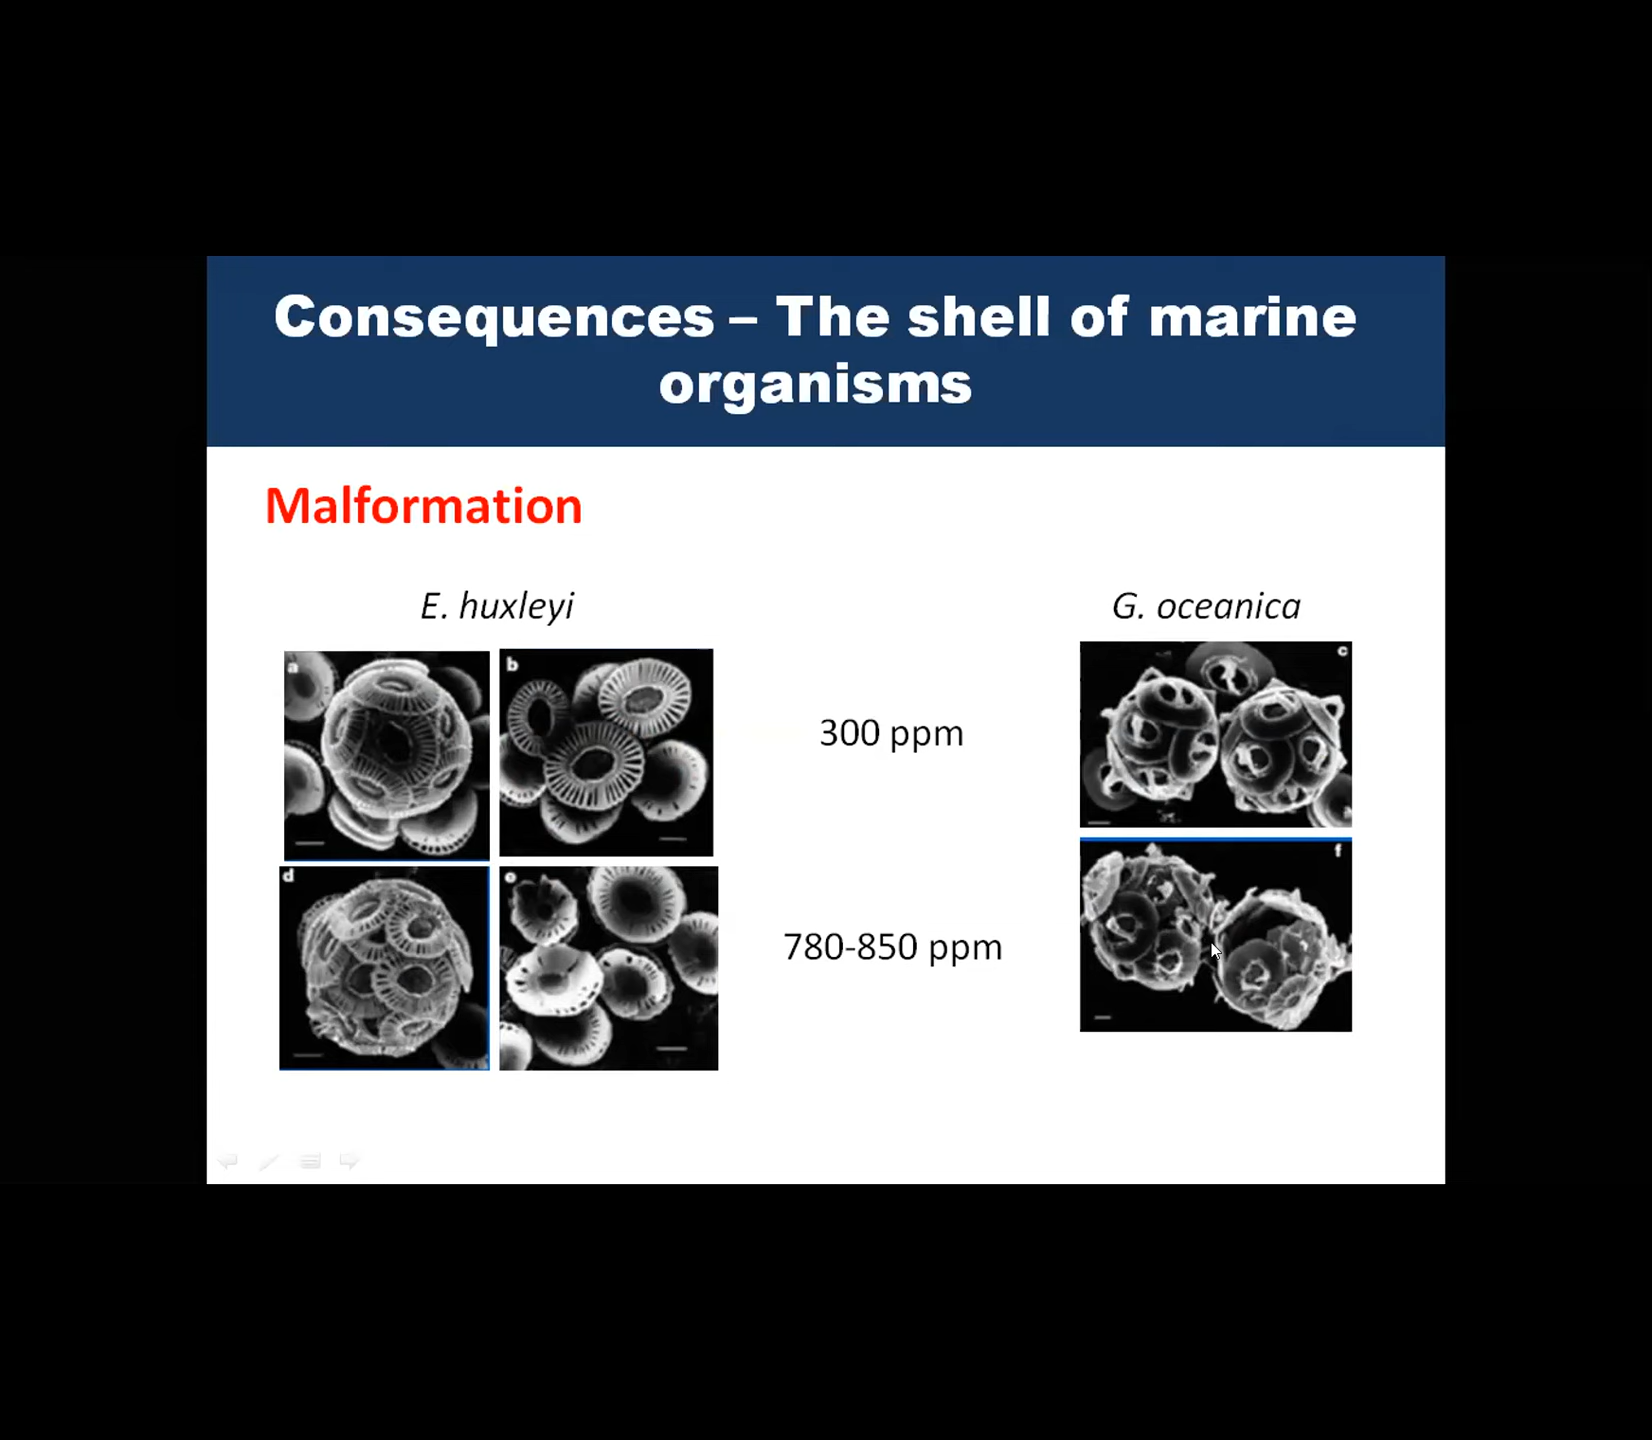 Consequences – The shell of marine
organisms
Malformation
E. huxleyi
G. oceanica
a
b
300 ppm
c
d
e
780-850 ppm
f